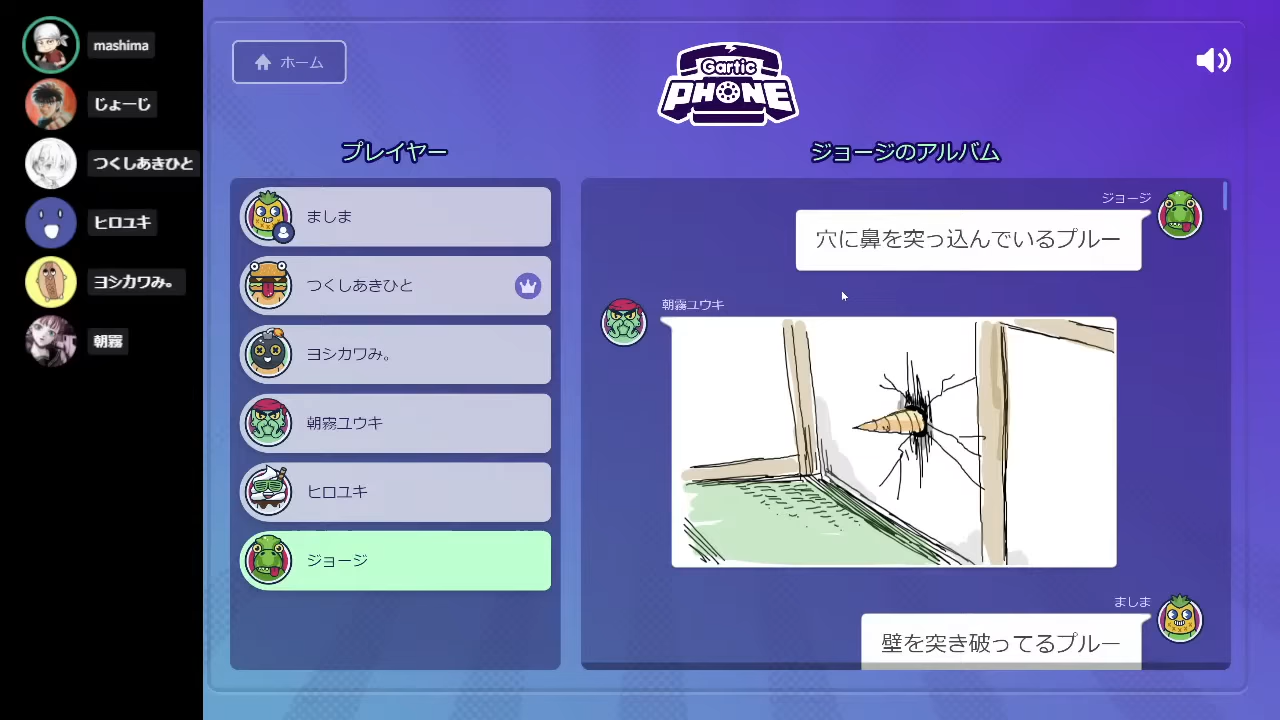 mashima
じょーじ
つくしあきひと
ヒロユキ
ヨシカワみ。
朝霧
ホーム
Gartic
PHONE
プレイヤー
ましま
つくしあきひと
ヨシカワみ。
朝霧ユウキ
ヒロユキ
ジョージ
ジョージのアルバム
ジョージ
穴に鼻を突っ込んでいるプルー
朝霧ユウキ
ましま
壁を突き破ってるプルー